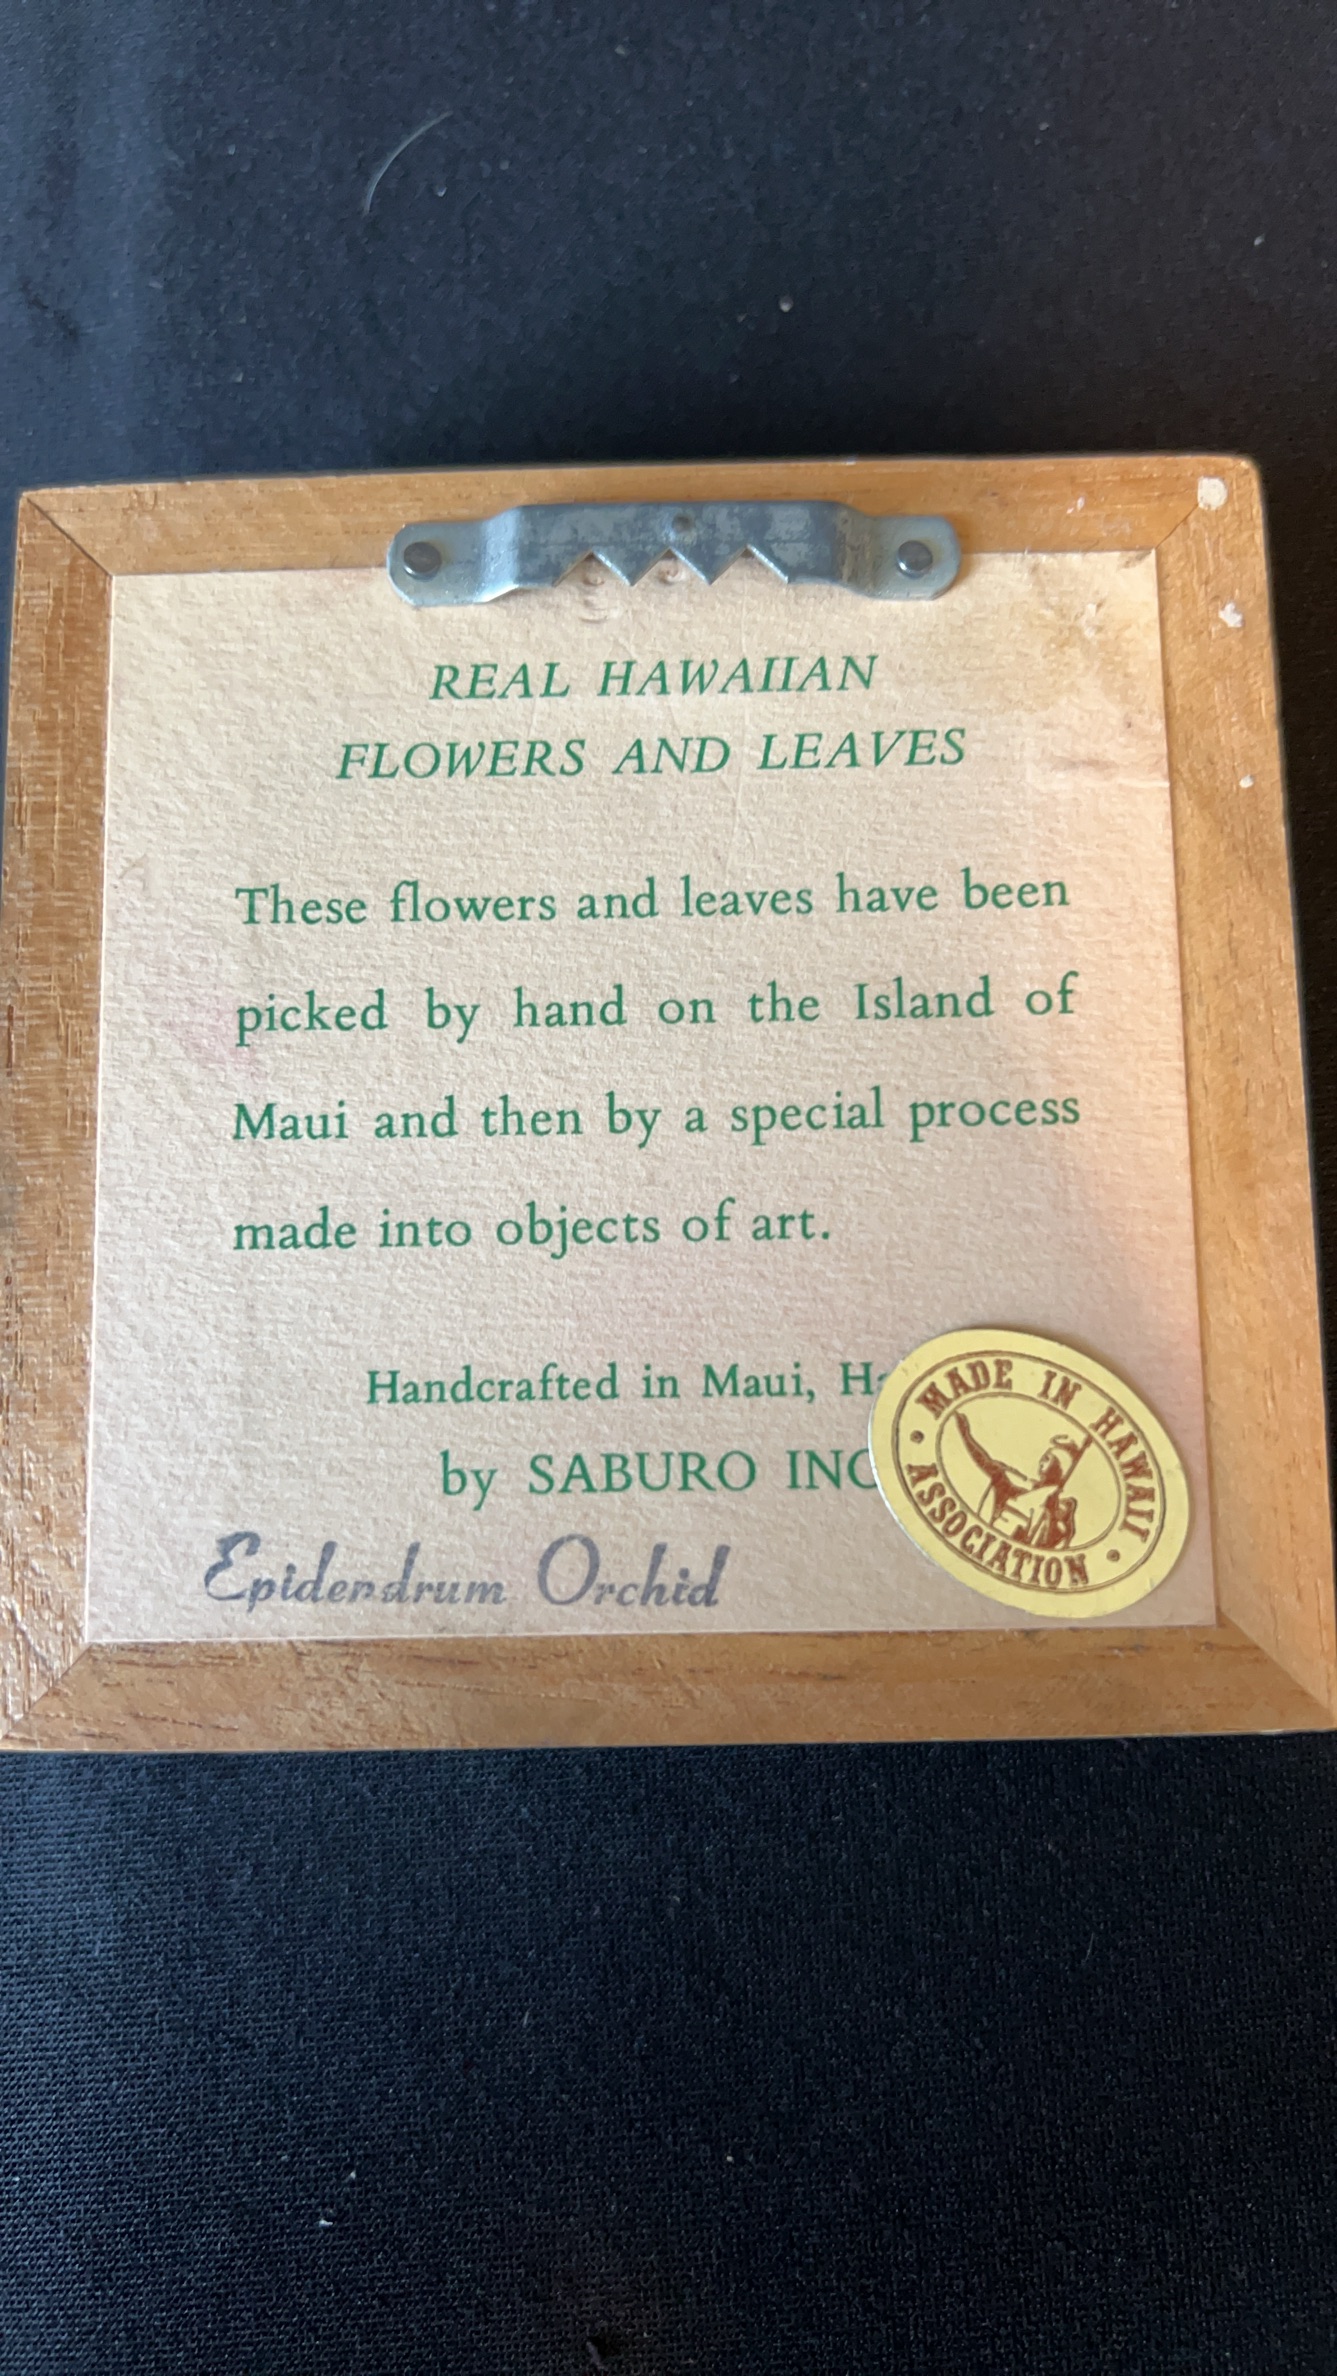 REAL HAWAIIAN
FLOWERS AND LEAVES
These flowers and leaves have been
picked by hand on the Island of
Maui and then by a special process
made into objects of art.
Handcrafted in Maui,
by SABURO
Epidendrum Orchid
MADE IN HAWAII
ASSOCIATION